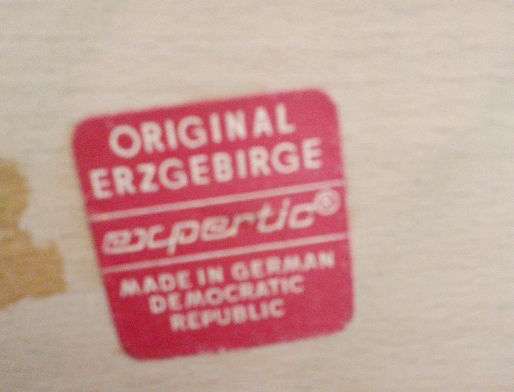 ORIGINAL
ERZGEBIRGE
expertic®
MADE IN GERMAN
DEMOCRATIC
REPUBLIC